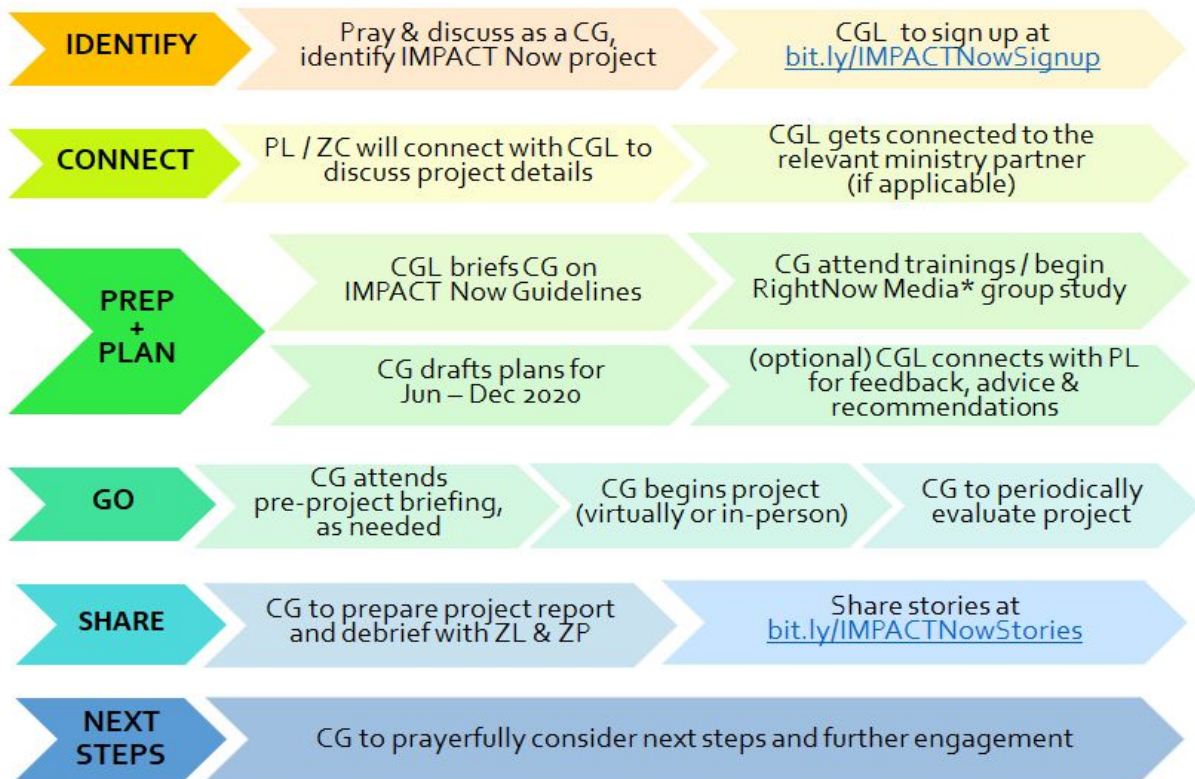 IDENTIFY
Pray & discuss as a CG,
identify IMPACT Now project
CGL to sign up at
bit.ly/IMPACTNowSignup
CONNECT
PL / ZC will connect with CGL to
discuss project details
CGL gets connected to the
relevant ministry partner
(if applicable)
PREP
+
PLAN
CGL briefs CG on
IMPACT Now Guidelines
CG attend trainings / begin
RightNow Media* group study
CG drafts plans for
Jun – Dec 2020
(optional) CGL connects with PL
for feedback, advice &
recommendations
GO
CG attends
pre-project briefing,
as needed
CG begins project
(virtually or in-person)
CG to periodically
evaluate project
SHARE
CG to prepare project report
and debrief with ZL & ZP
Share stories at
bit.ly/IMPACTNowStories
NEXT
STEPS
CG to prayerfully consider next steps and further engagement